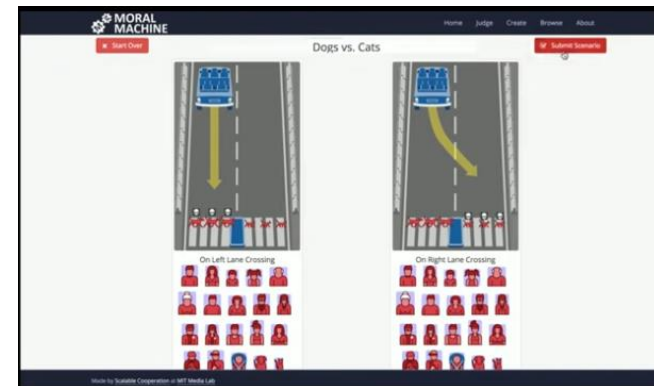 MORAL
MACHINE
Home Judge Create Browse About
Start Over
Dogs vs. Cats
Submit Scenario
On Left Lane Crossing
On Right Lane Crossing
Made by Scalable Cooperation at MIT Media Lab